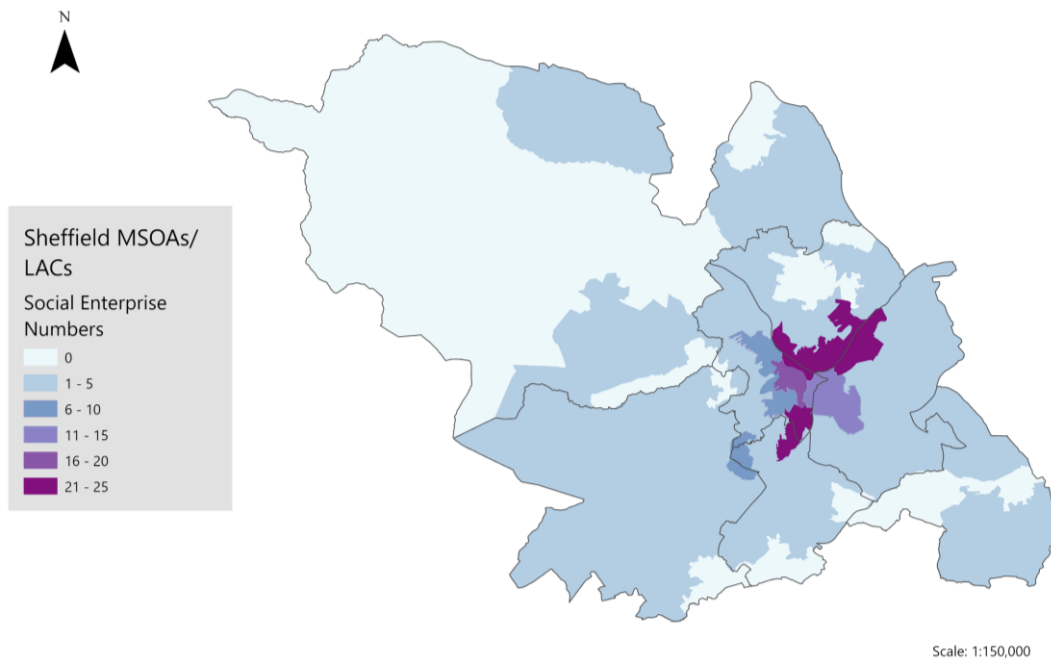 N
Sheffield MSOAs/
LACs
Social Enterprise
Numbers
0
1 - 5
6 - 10
11 - 15
16 - 20
21 - 25
Scale: 1:150,000